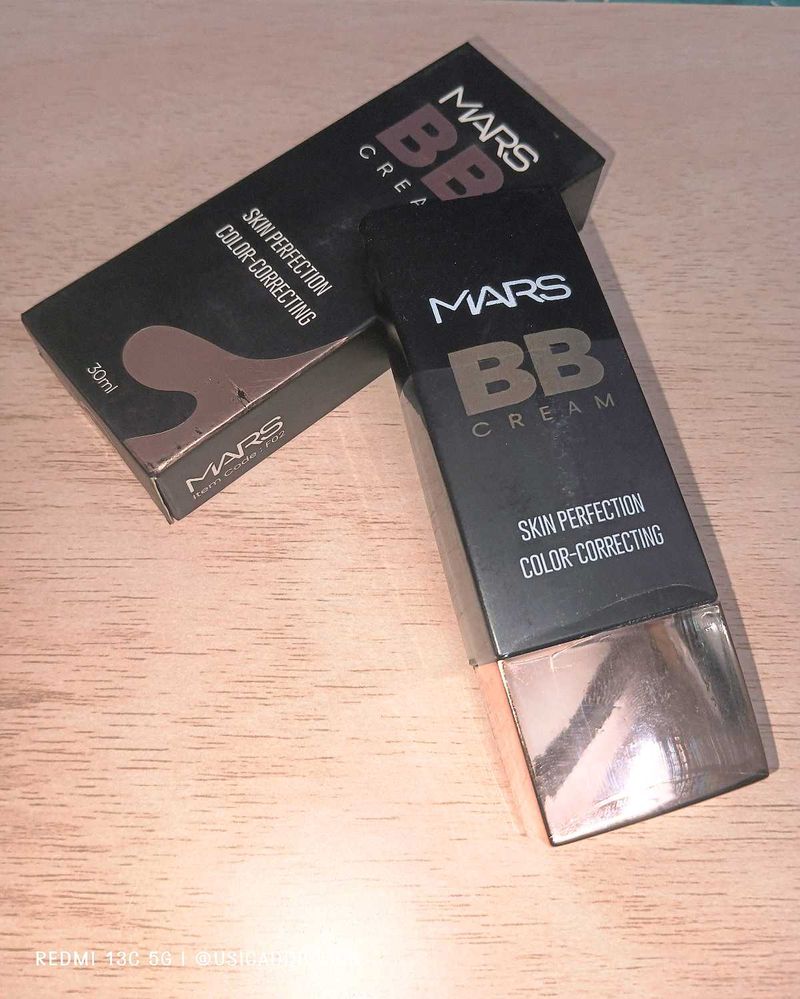 MARS
BB
CREA
SKIN PERFECTION
COLOR-CORRECTING
30ml
MARS
Item Code : F02
MARS
BB
CREAM
SKIN PERFECTION
COLOR-CORRECTING
REDMI 13C 5G |